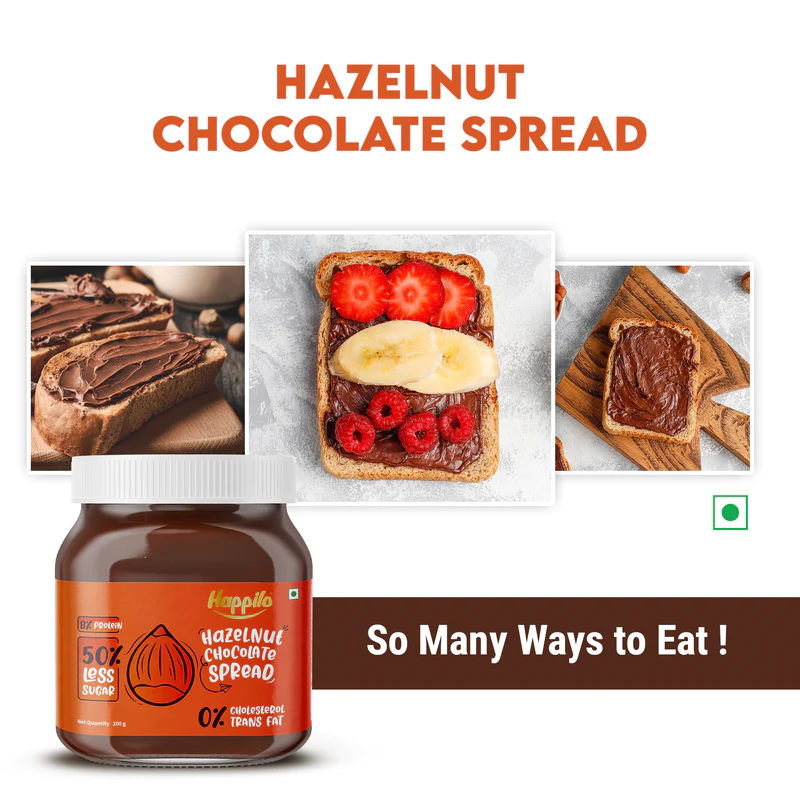 HAZELNUT
CHOCOLATE SPREAD
Happilo
8% PROTEIN
50%
LESS
SUGAR
HAZELNUT
CHOCOLATE
SPREAD
0% CHOLESTEROL
TRANS FAT
Net Quantity 200 g
So Many Ways to Eat !